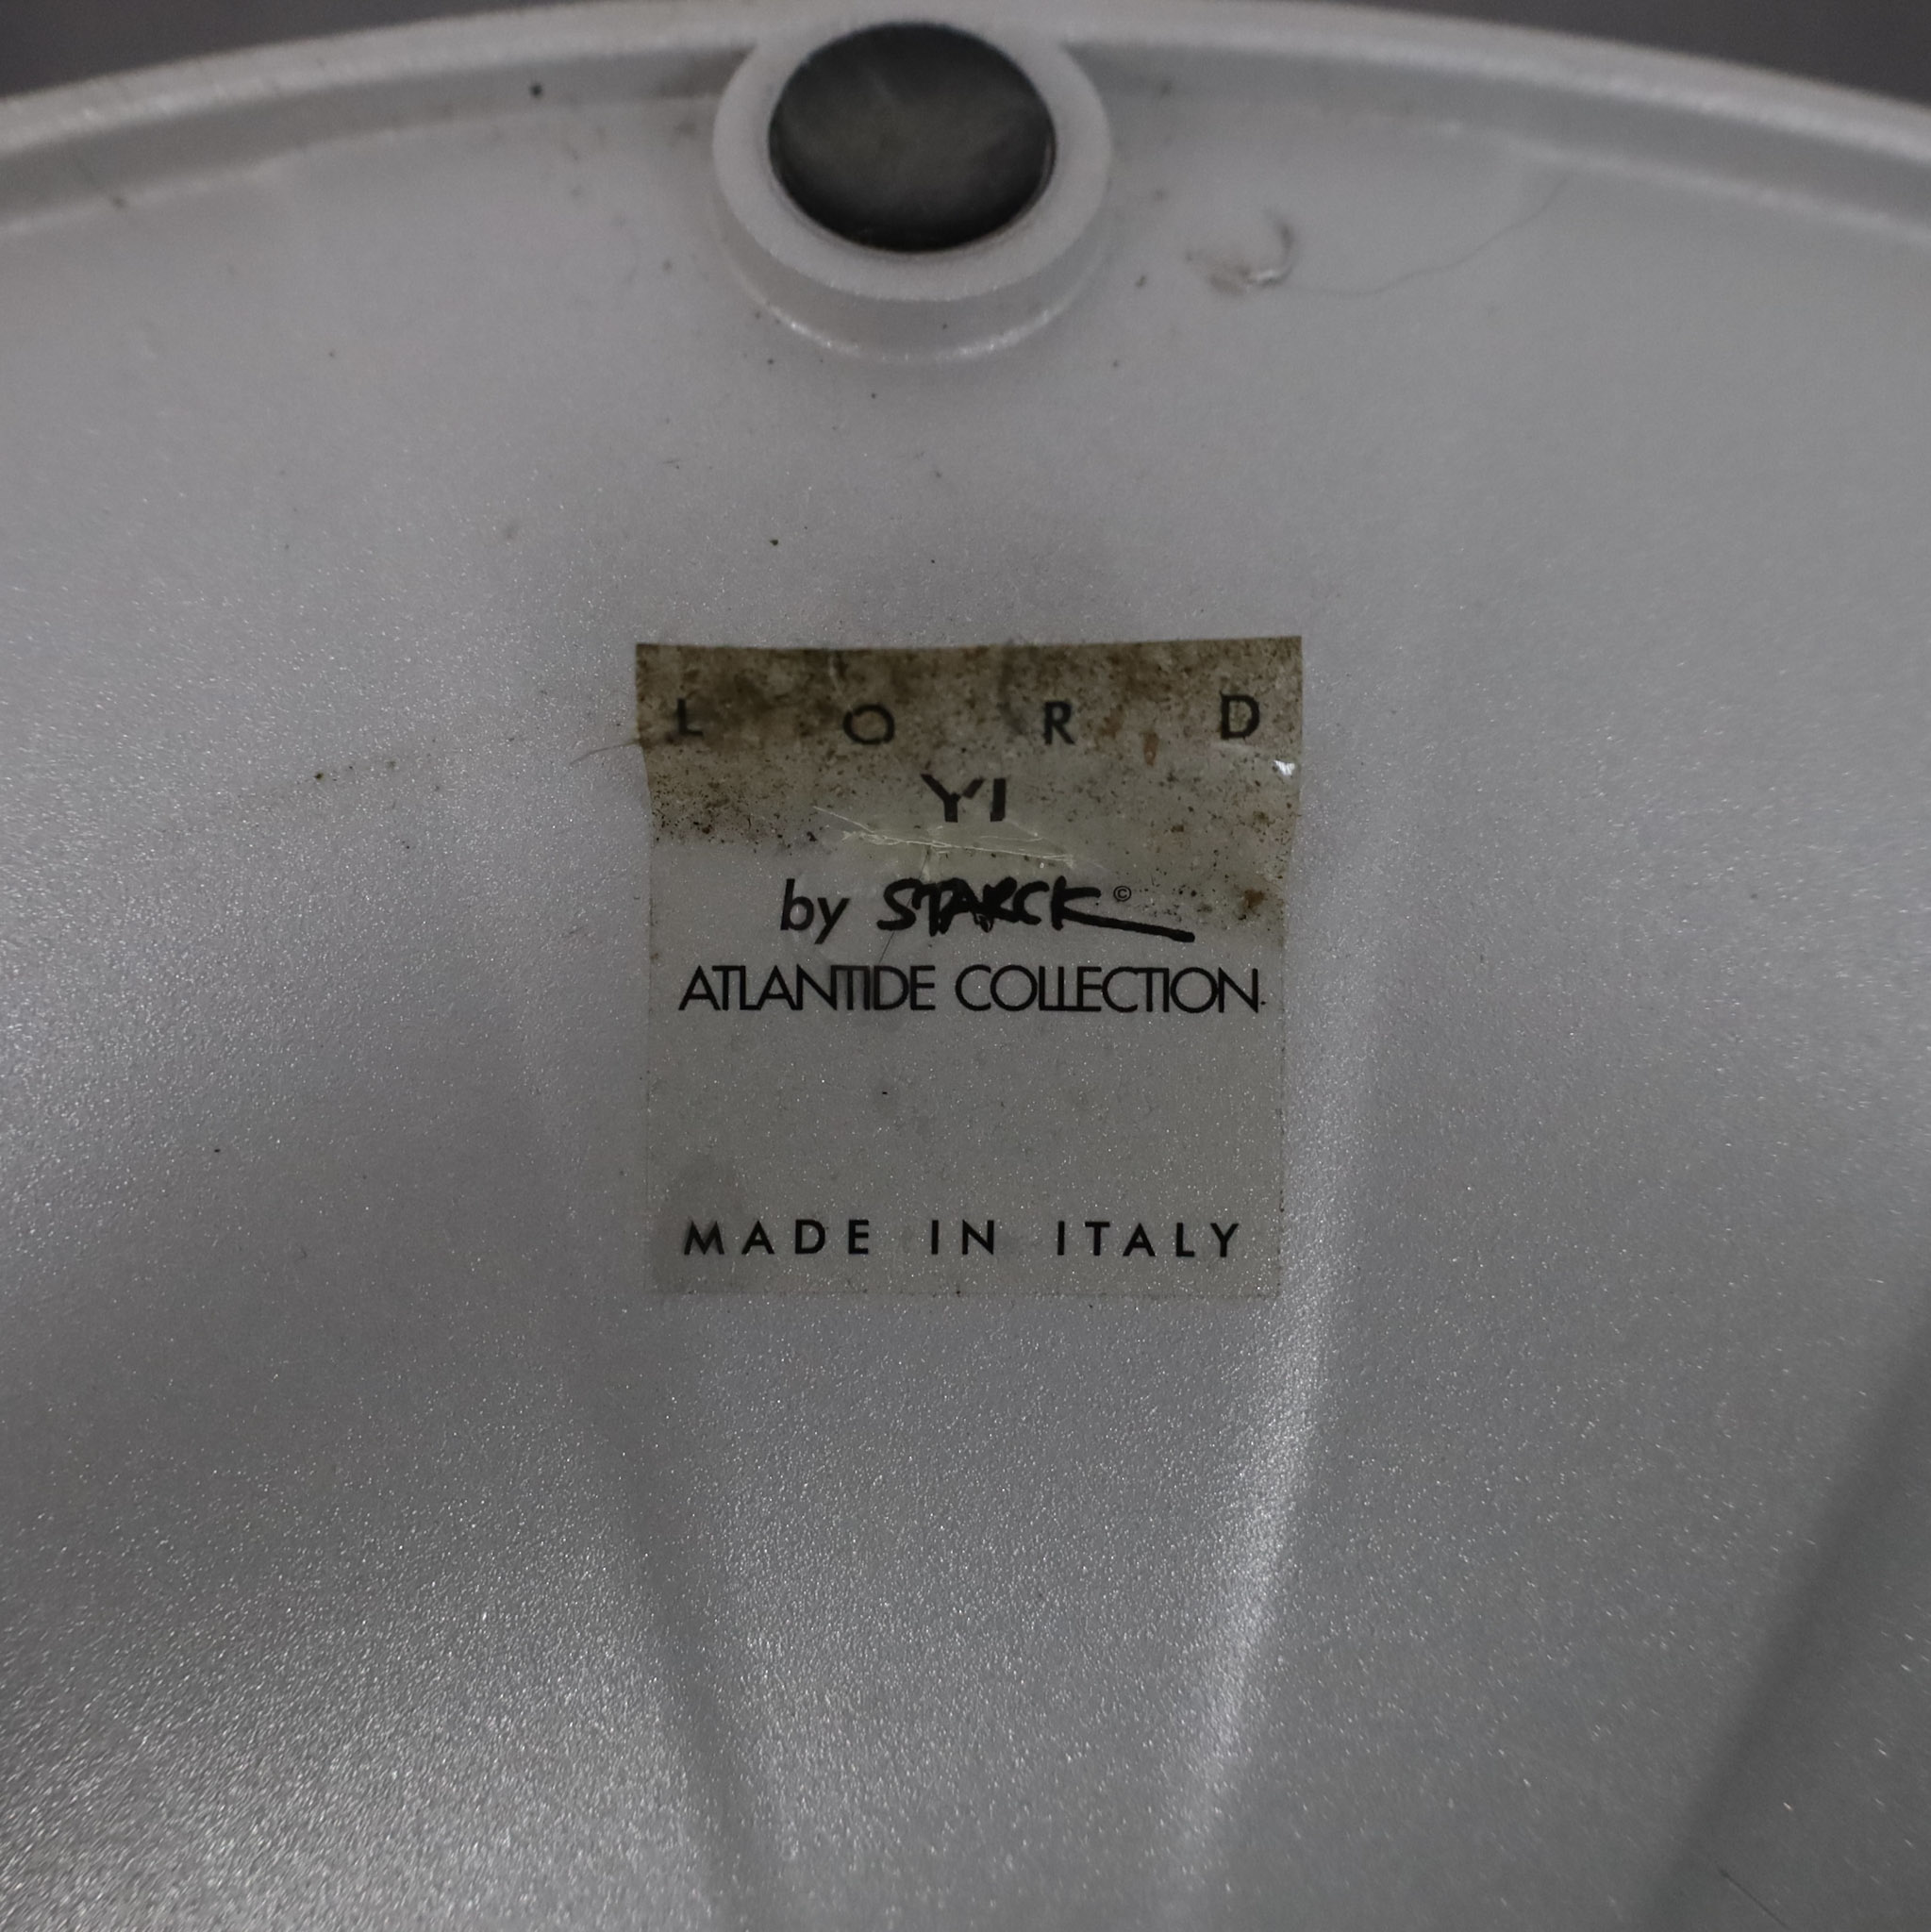 L O R D
YI
by STARCK©
ATLANTIDE COLLECTION
MADE IN ITALY